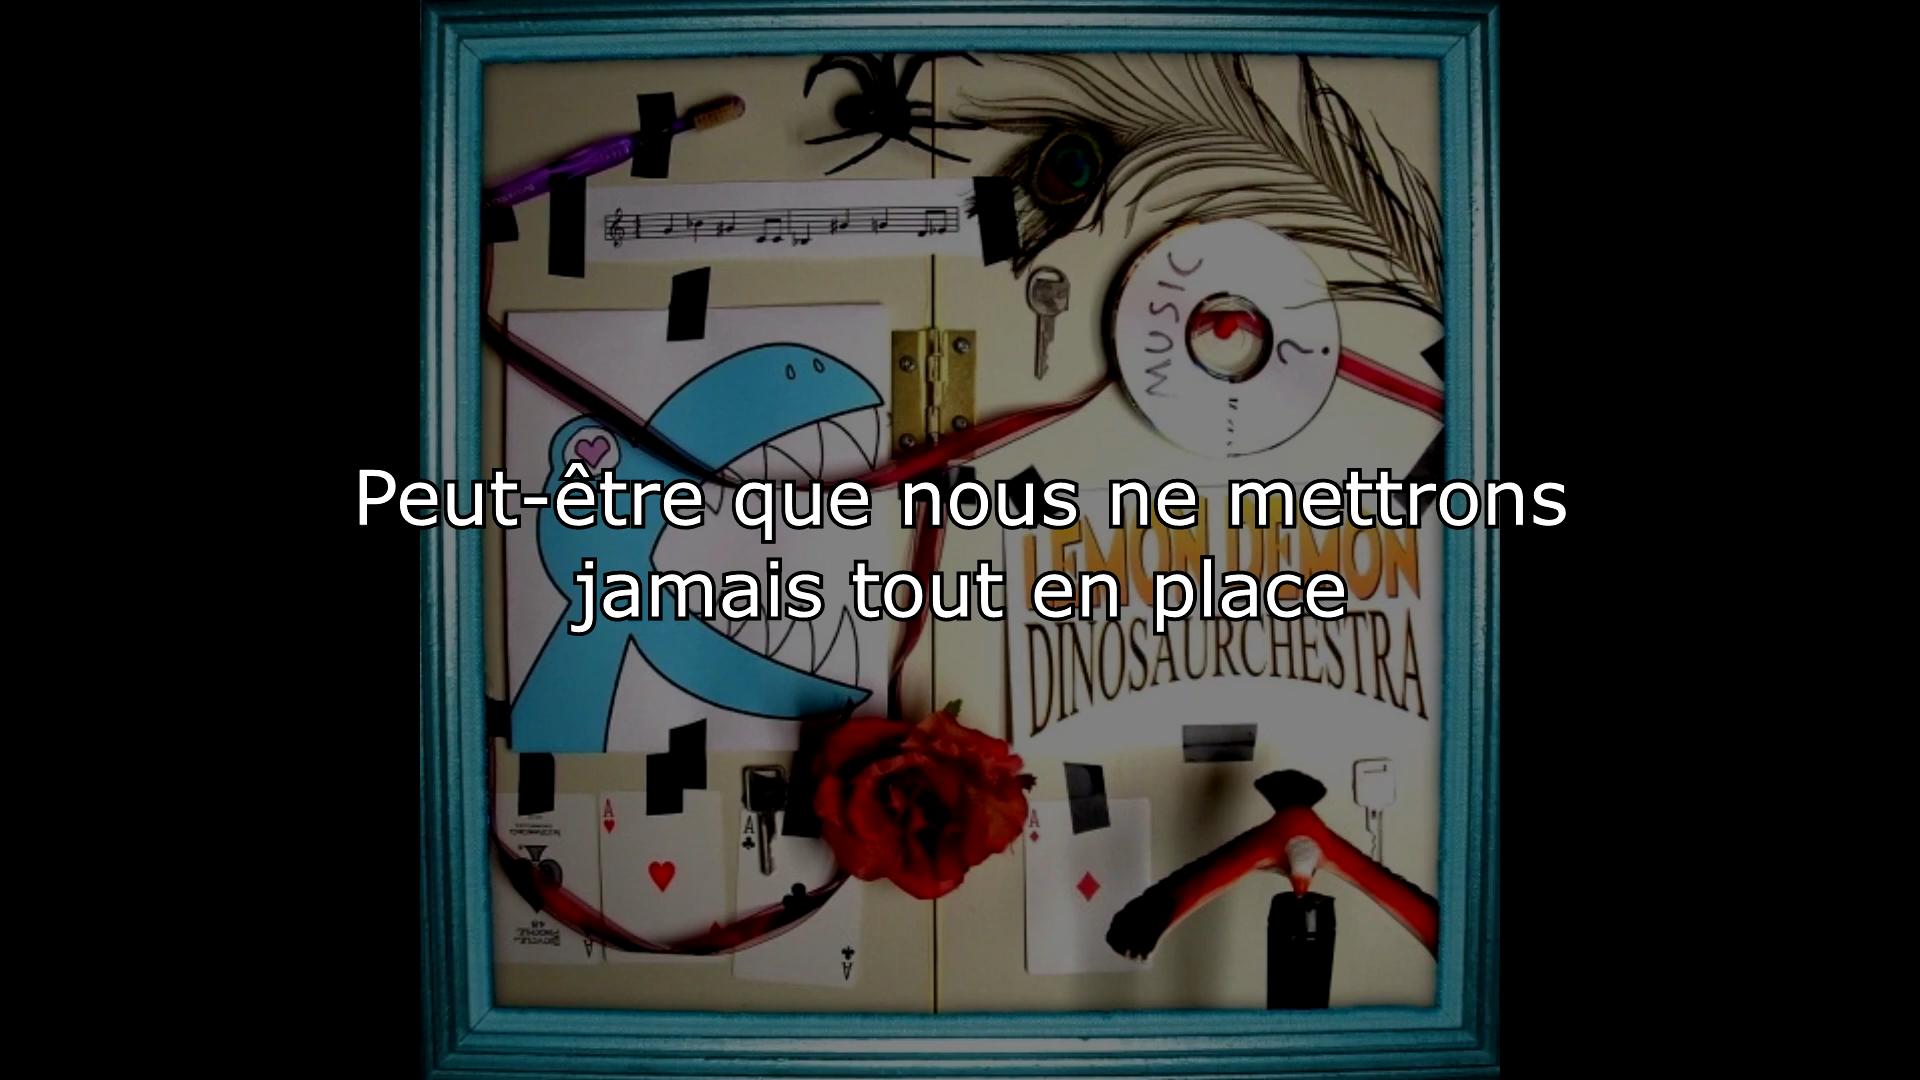 MUSIC ?
Peut-être que nous ne mettrons
jamais tout en place
LEMON DEMON
DINOSAURCHESTRA
A
A
A
A
A